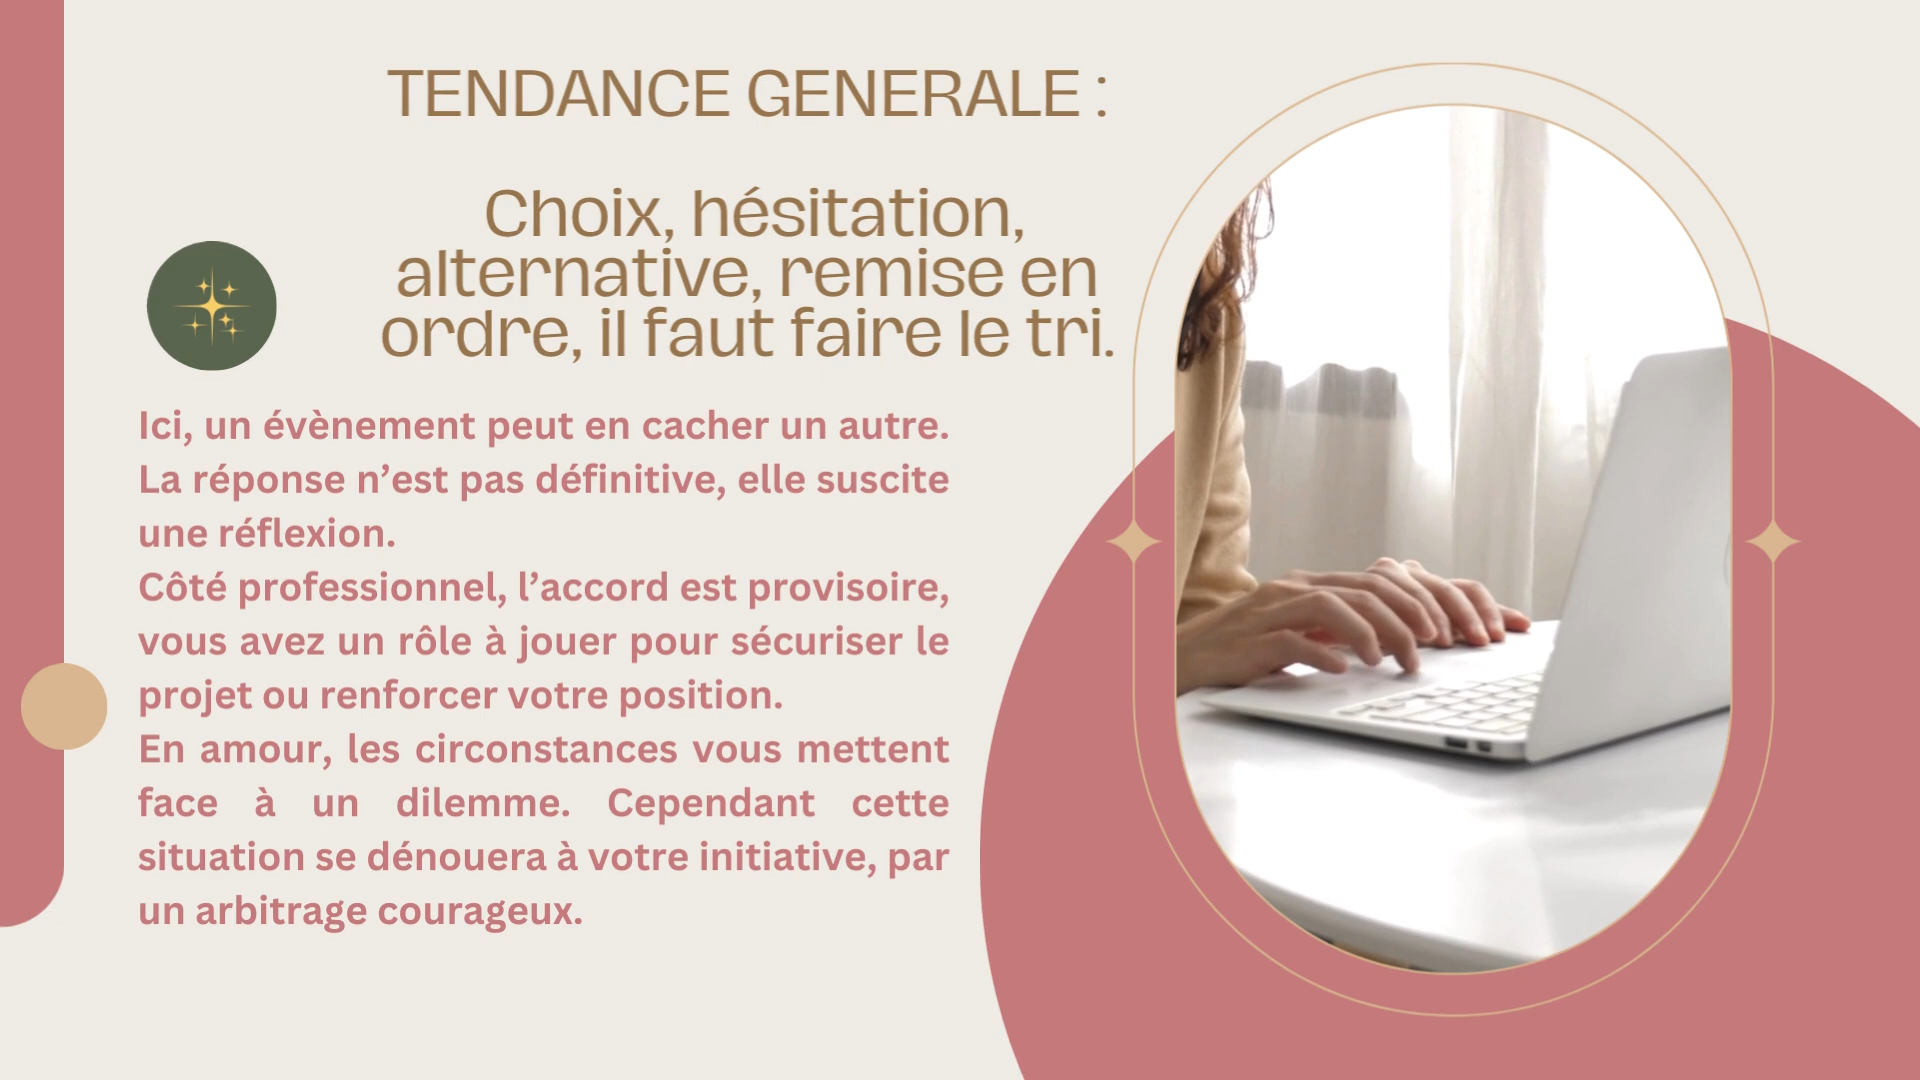 TENDANCE GENERALE :
Choix, hésitation,
alternative, remise en
ordre, il faut faire le tri.
Ici, un évènement peut en cacher un autre.
La réponse n’est pas définitive, elle suscite
une réflexion.
Côté professionnel, l’accord est provisoire,
vous avez un rôle à jouer pour sécuriser le
projet ou renforcer votre position.
En amour, les circonstances vous mettent
face à un dilemme. Cependant cette
situation se dénouera à votre initiative, par
un arbitrage courageux.